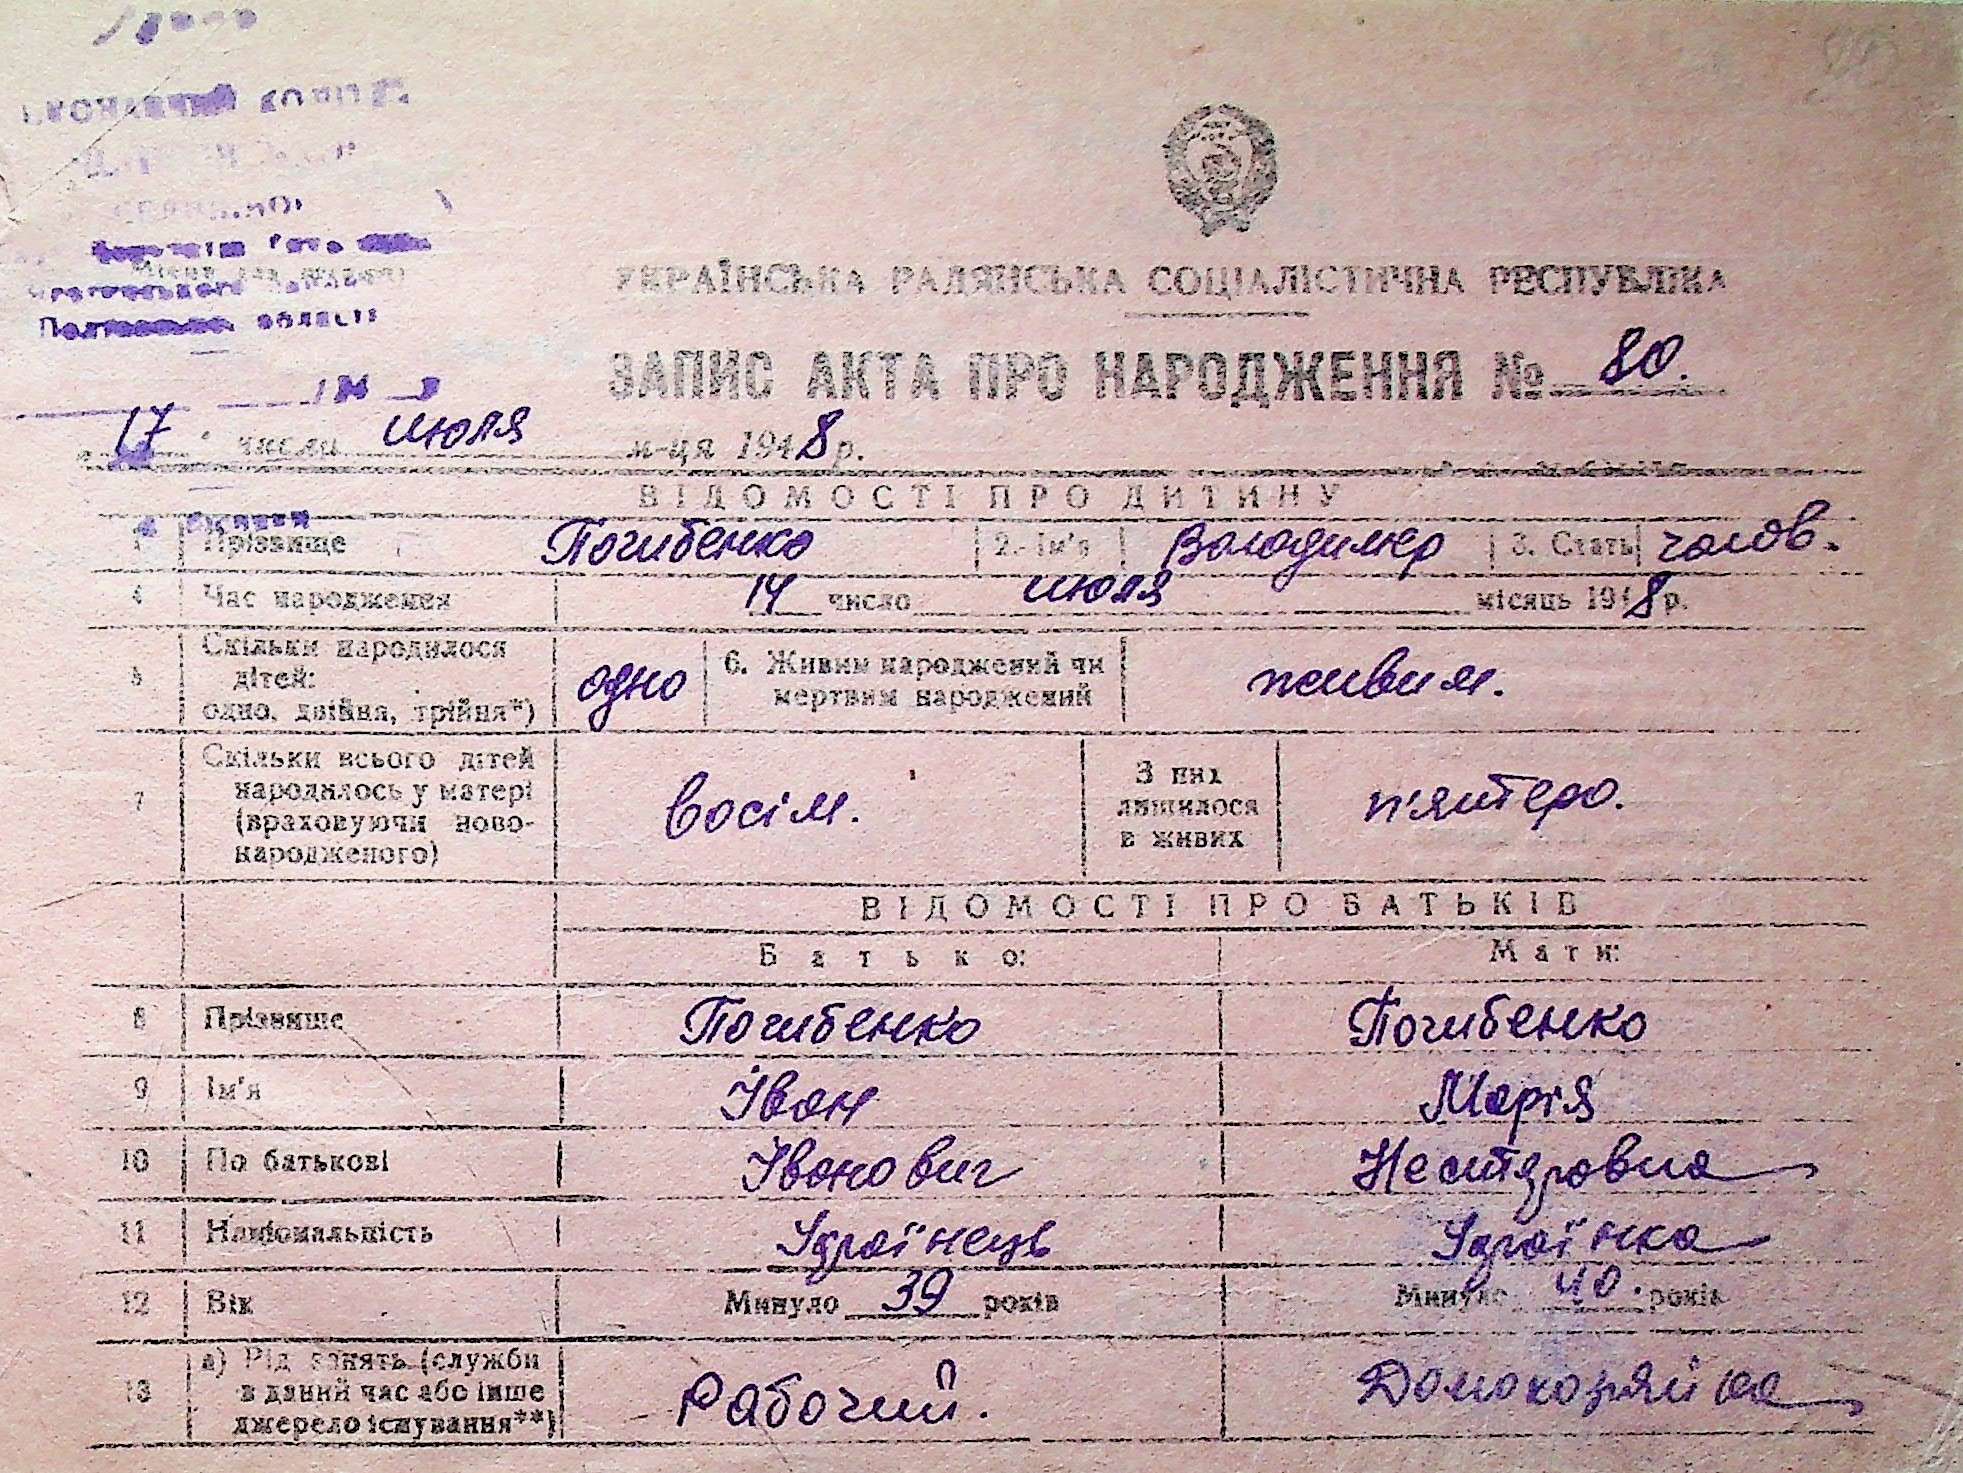 Полтавської області
УКРАЇНСЬКА РАДЯНСЬКА СОЦІАЛІСТИЧНА РЕСПУБЛІКА
ЗАПИС АКТА ПРО НАРОДЖЕННЯ № 80.
17 числа июля м-ця 1948 р.
ВІДОМОСТІ ПРО ДИТИНУ
1 Прізвище Погибенко 2. Ім'я Володимер 3. Стать чолов.
4 Час народження 14 число июля місяць 1948 р.
5 Скільки народилося дітей: одно, двійня, трійня*) одно 6. Живим народжений чи мертвим народжений живим.
7 Скільки всього дітей народилось у матері (враховуючи новонародженого) восім. З них лишилося в живих п'ятеро.
ВІДОМОСТІ ПРО БАТЬКІВ
Батько: Мати:
8 Прізвище Погибенко Погибенко
9 Ім'я Іван Марія
10 По батькові Іванович Нестяровна
11 Національність Українець Українка
12 Вік Минуло 39 років Минуло 40. років
13 а) Рід занять (служби в даний час або інше джерело існування**) Рабочий. Домохозяйка